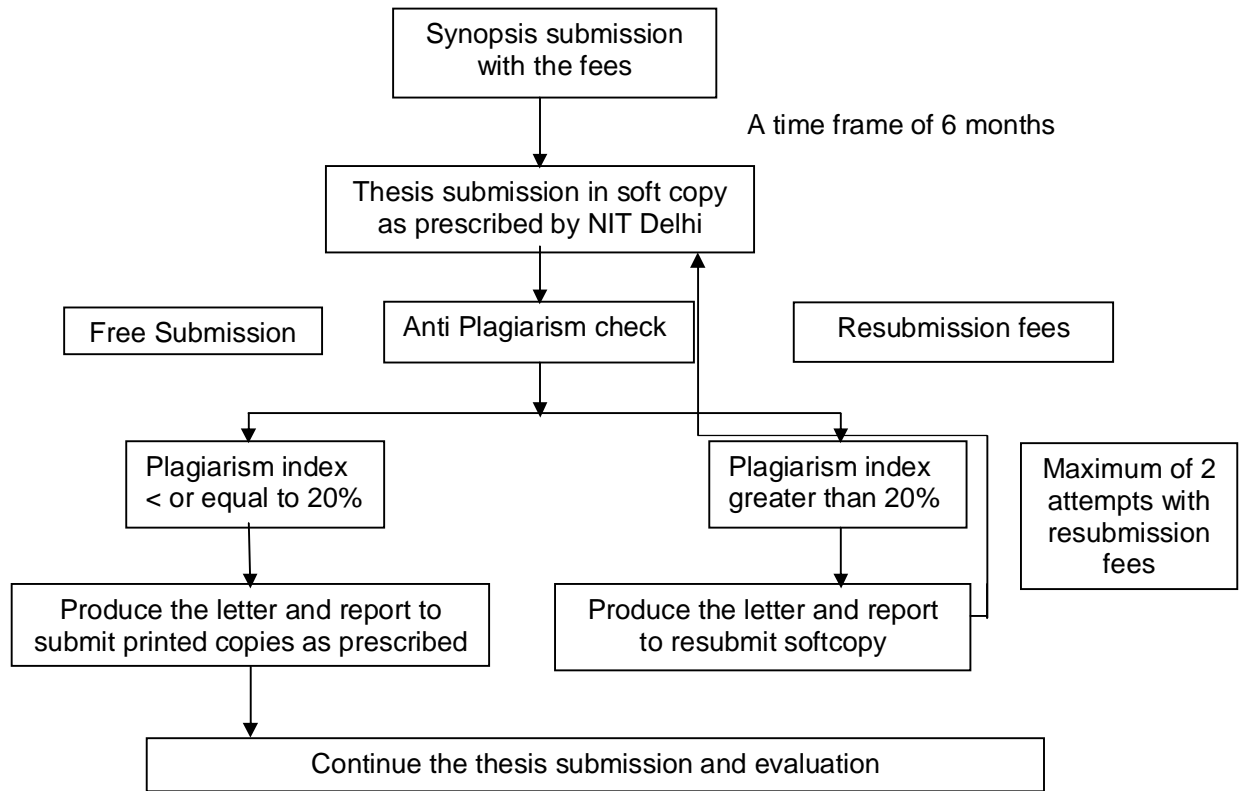 Synopsis submission
with the fees
A time frame of 6 months
Thesis submission in soft copy
as prescribed by NIT Delhi
Free Submission
Anti Plagiarism check
Resubmission fees
Plagiarism index
< or equal to 20%
Plagiarism index
greater than 20%
Maximum of 2
attempts with
resubmission
fees
Produce the letter and report to
submit printed copies as prescribed
Produce the letter and report
to resubmit softcopy
Continue the thesis submission and evaluation